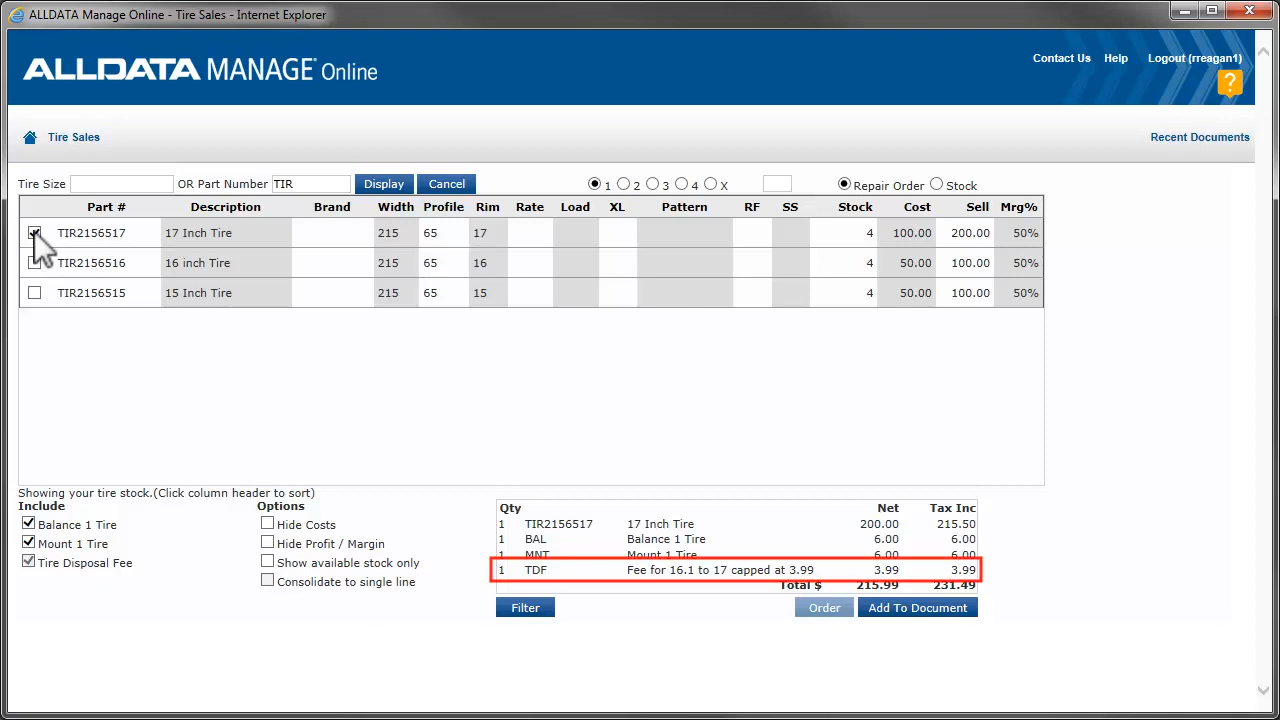 ALLDATA Manage Online - Tire Sales - Internet Explorer
ALLDATA MANAGE Online
Contact Us Help Logout (rreagan1)
?
Tire Sales Recent Documents
Tire Size OR Part Number TIR Display Cancel 1 2 3 4 X Repair Order Stock
Part # Description Brand Width Profile Rim Rate Load XL Pattern RF SS Stock Cost Sell Mrg%
TIR2156517 17 Inch Tire 215 65 17 4 100.00 200.00 50%
TIR2156516 16 inch Tire 215 65 16 4 50.00 100.00 50%
TIR2156515 15 Inch Tire 215 65 15 4 50.00 100.00 50%
Showing your tire stock.(Click column header to sort)
Include Options
Balance 1 Tire Hide Costs
Mount 1 Tire Hide Profit / Margin
Tire Disposal Fee Show available stock only
Consolidate to single line
Qty Net Tax Inc
1 TIR2156517 17 Inch Tire 200.00 215.50
1 BAL Balance 1 Tire 6.00 6.00
1 MNT Mount 1 Tire 6.00 6.00
1 TDF Fee for 16.1 to 17 capped at 3.99 3.99 3.99
Total $ 215.99 231.49
Filter Order Add To Document